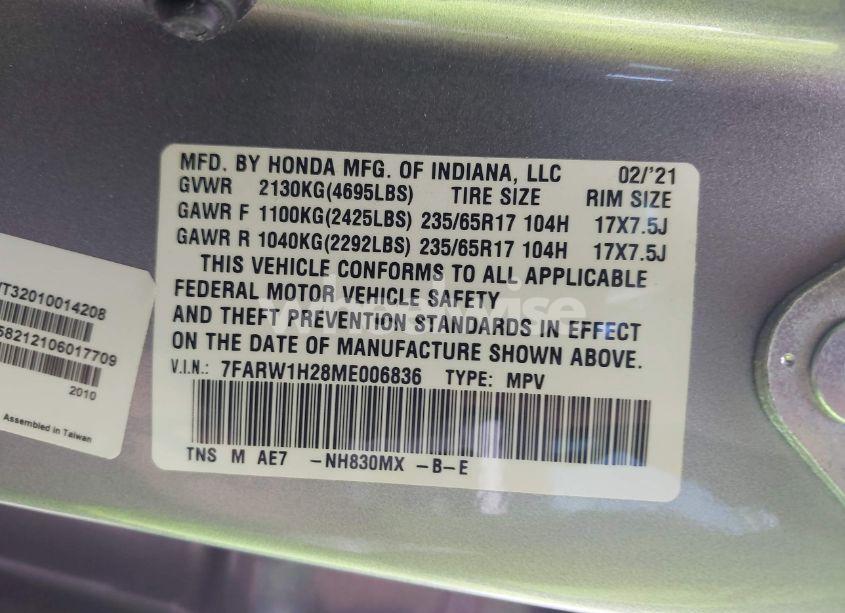 MFD. BY HONDA MFG. OF INDIANA, LLC 02/'21
GVWR 2130KG(4695LBS) TIRE SIZE RIM SIZE
GAWR F 1100KG(2425LBS) 235/65R17 104H 17X7.5J
GAWR R 1040KG(2292LBS) 235/65R17 104H 17X7.5J
THIS VEHICLE CONFORMS TO ALL APPLICABLE
FEDERAL MOTOR VEHICLE SAFETY
AND THEFT PREVENTION STANDARDS IN EFFECT
ON THE DATE OF MANUFACTURE SHOWN ABOVE.
V.I.N.: 7FARW1H28ME006836 TYPE: MPV
TNS M AE7 -NH830MX -B-E
T32010014208
58212106017709
2010
Assembled in Taiwan